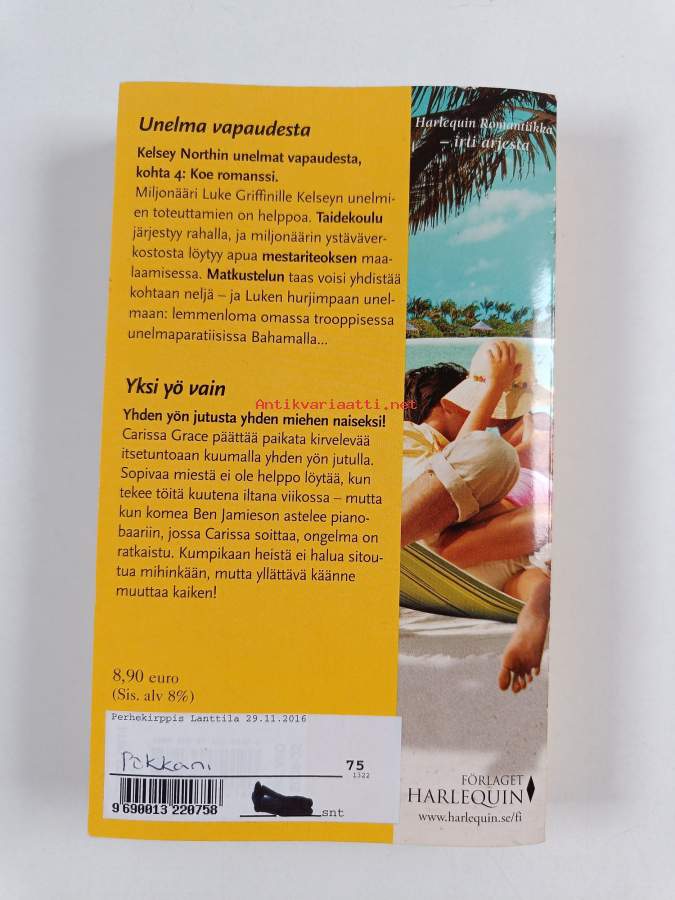 Unelma vapaudesta
Kelsey Northin unelmat vapaudesta,
kohta 4: Koe romanssi.
Miljonääri Luke Griffinille Kelseyn unelmi-
en toteuttamien on helppoa. Taidekoulu
järjestyy rahalla, ja miljonäärin ystäväver-
kostosta löytyy apua mestariteoksen maa-
laamisessa. Matkustelun taas voisi yhdistää
kohtaan neljä – ja Luken hurjimpaan unel-
maan: lemmenloma omassa trooppisessa
unelmaparatiisissa Bahamalla...
Yksi yö vain
Yhden yön jutusta yhden miehen naiseksi!
Carissa Grace päättää paikata kirvelevää
itsetuntoaan kuumalla yhden yön jutulla.
Sopivaa miestä ei ole helppo löytää, kun
tekee töitä kuutena iltana viikossa – mutta
kun komea Ben Jamieson astelee piano-
baariin, jossa Carissa soittaa, ongelma on
ratkaistu. Kumpikaan heistä ei halua sitou-
tua mihinkään, mutta yllättävä käänne
muuttaa kaiken!
8,90 euro
(Sis. alv 8%)
Perhekirppis Lanttila 29.11.2016
Pokkari
75
1322
9 690013 220758
snt
Harlequin Romantiikka
– irti arjesta
Antikvariaatti.net
FÖRLAGET
HARLEQUIN
www.harlequin.se/fi